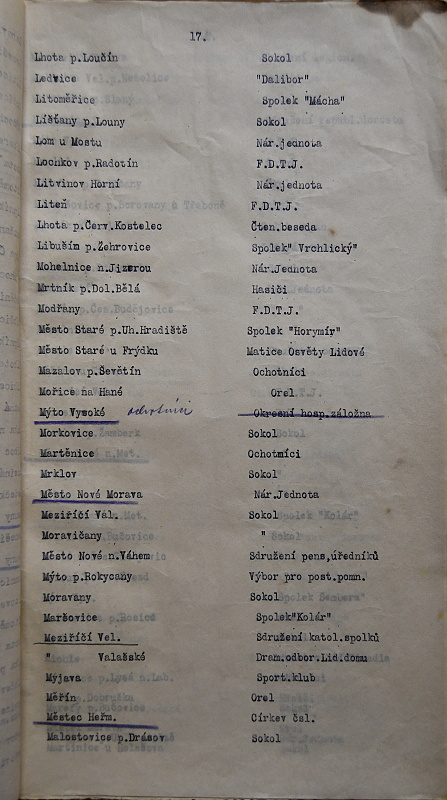 17.
Lhota p.Loučín Sokol
Ledvice "Dalibor"
Litoměřice Spolek "Mácha"
Líšťany p.Louny Sokol
Lom u Mostu Nár.jednota
Lochkov p.Radotín F.D.T.J.
Litvinov Horní Nár.jednota
Liteň F.D.T.J.
Lhota p.Červ.Kostelec Čten.beseda
Libuším p.Žehrovice Spolek" Vrchlický"
Mohelnice n.Jizerou Nár.Jednota
Mrtník p.Dol.Bělá Hasiči
Modřany F.D.T.J.
Město Staré p.Uh.Hradiště Spolek "Horymír"
Město Staré u Frýdku Matice Osvěty Lidové
Mazalov p.Ševětín Ochotníci
Mořice na Hané Orel
Mýto Vysoké ochotníci Okresní hosp.záložna
Morkovice Sokol
Martěnice Ochotmíci
Mrklov Sokol
Město Nové Morava Nár.Jednota
Meziříčí Val. Sokol
Moravičany "
Město Nové n.Váhem Sdružení pens,úředníků
Mýto p.Rokycany Výbor pro post.pomn.
Moravany Sokol
Maršovice Spolek"Kolár"
Meziříčí Vel. Sdružení katol.spolků
" Valašské Dram.odbor.Lid.domu
Myjava Sport.klub
Měřín Orel
Městec Heřm. Církev čsl.
Malostovice p.Drásov Sokol